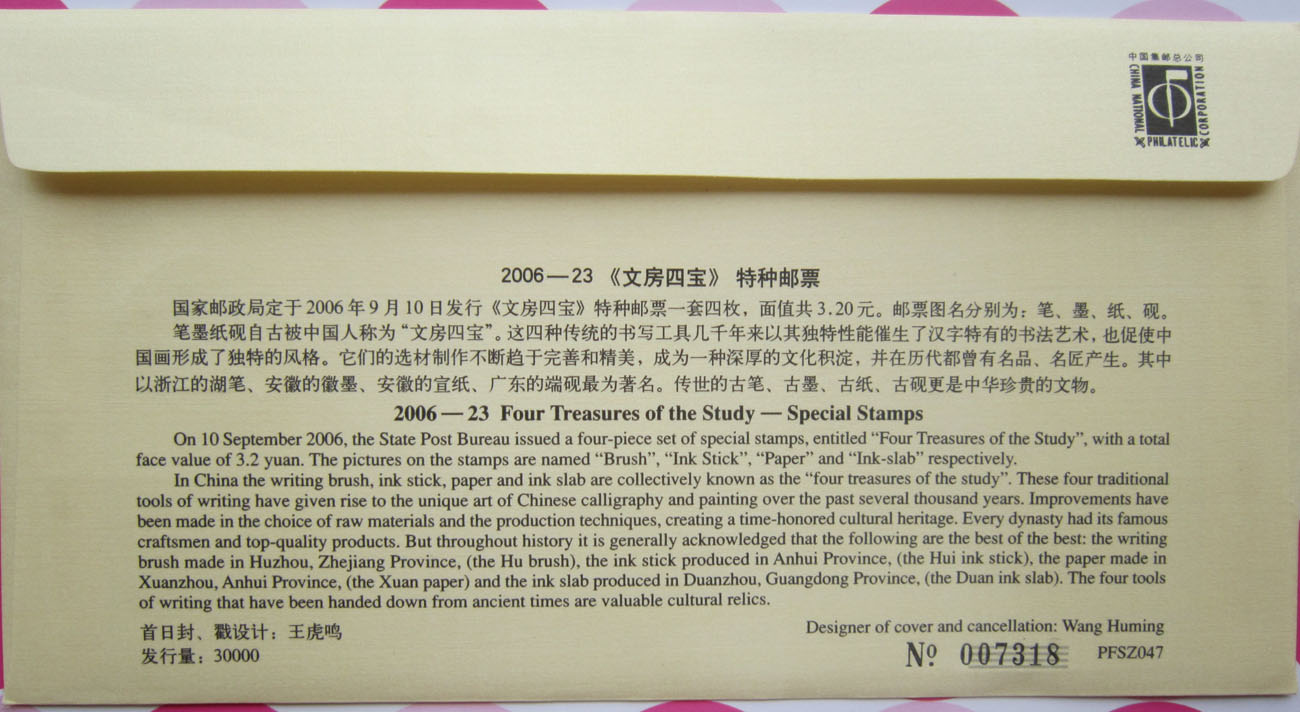 中国集邮总公司
CHINA NATIONAL
PHILATELIC
CORPORATION
2006—23 《文房四宝》 特种邮票
国家邮政局定于 2006 年 9 月 10 日发行《文房四宝》特种邮票一套四枚，面值共 3.20 元。邮票图名分别为：笔、墨、纸、砚。
笔墨纸砚自古被中国人称为“文房四宝”。这四种传统的书写工具几千年来以其独特性能催生了汉字特有的书法艺术，也促使中
国画形成了独特的风格。它们的选材制作不断趋于完善和精美，成为一种深厚的文化积淀，并在历代都曾有名品、名匠产生。其中
以浙江的湖笔、安徽的徽墨、安徽的宣纸、广东的端砚最为著名。传世的古笔、古墨、古纸、古砚更是中华珍贵的文物。
2006 — 23 Four Treasures of the Study — Special Stamps
On 10 September 2006, the State Post Bureau issued a four-piece set of special stamps, entitled “Four Treasures of the Study”, with a total
face value of 3.2 yuan. The pictures on the stamps are named “Brush”, “Ink Stick”, “Paper” and “Ink-slab” respectively.
In China the writing brush, ink stick, paper and ink slab are collectively known as the “four treasures of the study”. These four traditional
tools of writing have given rise to the unique art of Chinese calligraphy and painting over the past several thousand years. Improvements have
been made in the choice of raw materials and the production techniques, creating a time-honored cultural heritage. Every dynasty had its famous
craftsmen and top-quality products. But throughout history it is generally acknowledged that the following are the best of the best: the writing
brush made in Huzhou, Zhejiang Province, (the Hu brush), the ink stick produced in Anhui Province, (the Hui ink stick), the paper made in
Xuanzhou, Anhui Province, (the Xuan paper) and the ink slab produced in Duanzhou, Guangdong Province, (the Duan ink slab). The four tools
of writing that have been handed down from ancient times are valuable cultural relics.
首日封、戳设计：王虎鸣
Designer of cover and cancellation: Wang Huming
发行量：30000
№ 007318 PFSZ047